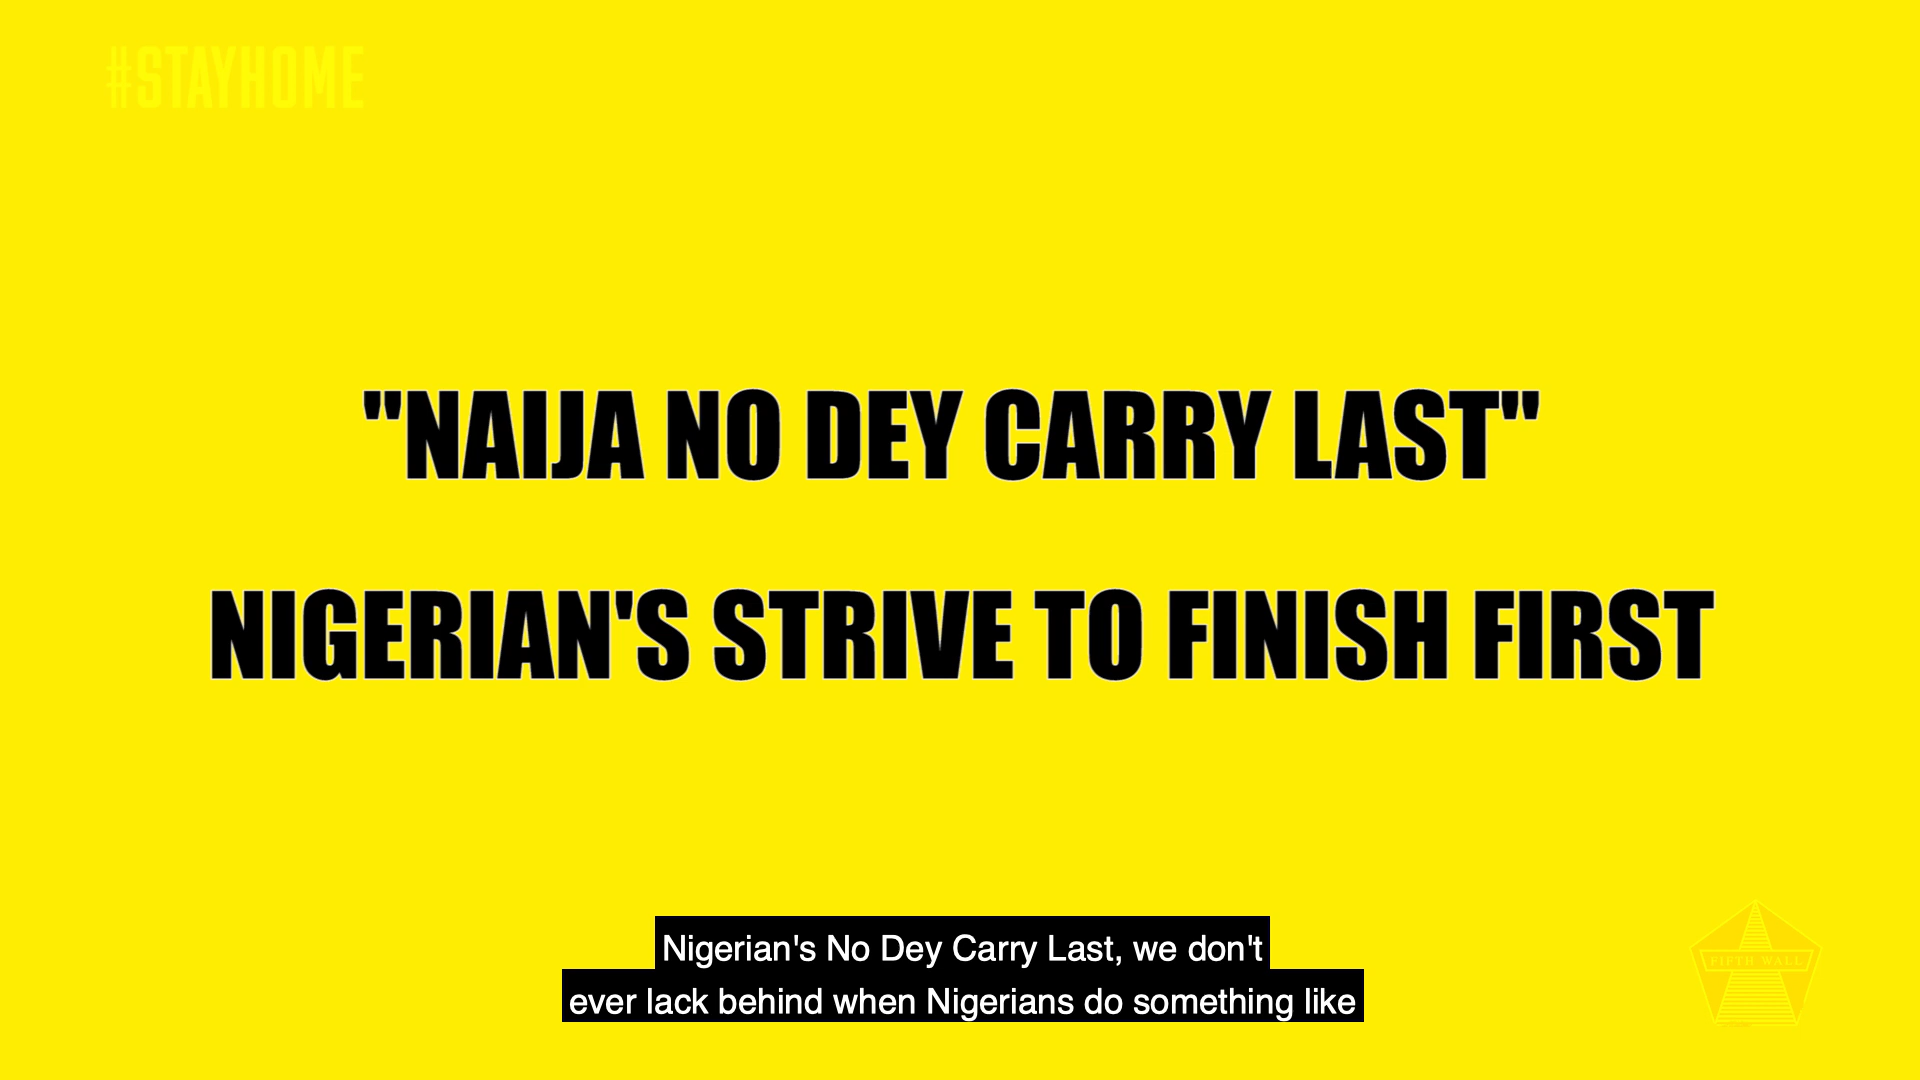 #STAYHOME
"NAIJA NO DEY CARRY LAST"
NIGERIAN'S STRIVE TO FINISH FIRST
Nigerian's No Dey Carry Last, we don't
ever lack behind when Nigerians do something like
FIFTH WALL